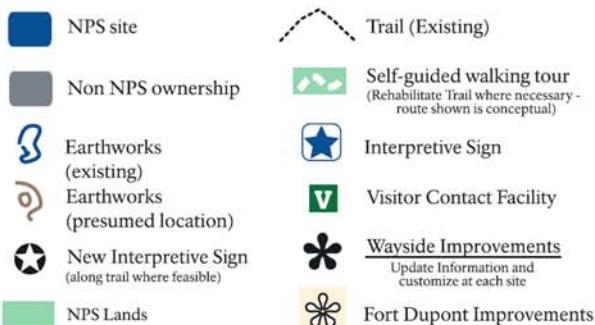 NPS site
Non NPS ownership
Earthworks
(existing)
Earthworks
(presumed location)
New Interpretive Sign
(along trail where feasible)
NPS Lands
Trail (Existing)
Self-guided walking tour
(Rehabilitate Trail where necessary -
route shown is conceptual)
Interpretive Sign
V
Visitor Contact Facility
Wayside Improvements
Update Information and
customize at each site
Fort Dupont Improvements